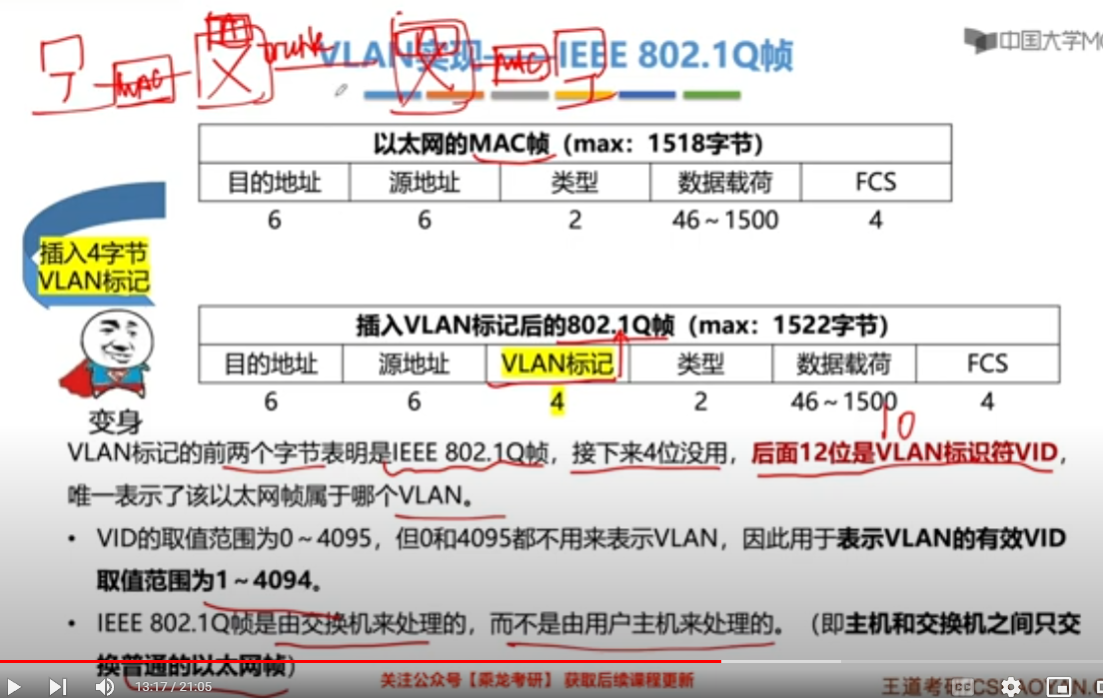 VLAN实现——IEEE 802.1Q帧
中国大学MO
MAC
trunk
MAC
以太网的MAC帧（max：1518字节）
目的地址 源地址 类型 数据载荷 FCS
6 6 2 46～1500 4
插入4字节
VLAN标记
插入VLAN标记后的802.1Q帧（max：1522字节）
目的地址 源地址 VLAN标记 类型 数据载荷 FCS
6 6 4 2 46～1500 4
变身
10
VLAN标记的前两个字节表明是IEEE 802.1Q帧，接下来4位没用，后面12位是VLAN标识符VID，
唯一表示了该以太网帧属于哪个VLAN。
• VID的取值范围为0～4095，但0和4095都不用来表示VLAN，因此用于表示VLAN的有效VID
取值范围为1～4094。
• IEEE 802.1Q帧是由交换机来处理的，而不是由用户主机来处理的。（即主机和交换机之间只交
换普通的以太网帧）
关注公众号【乘龙考研】 获取后续课程更新
13:17 / 21:05
王道考研/CSKAOYAN.CO